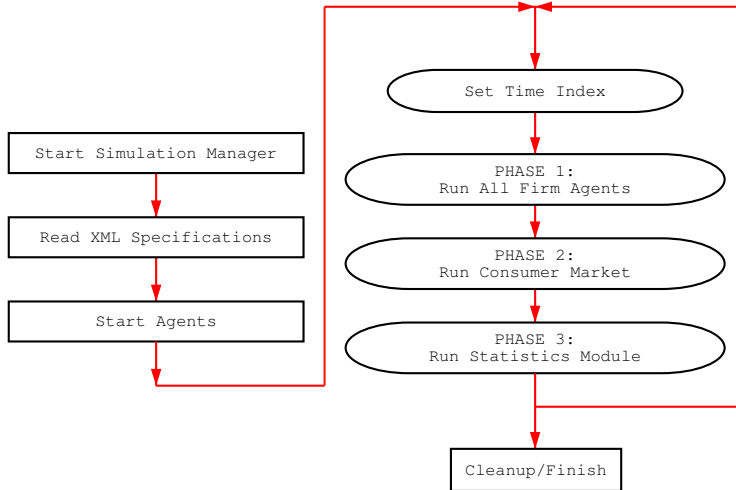 Start Simulation Manager
Read XML Specifications
Start Agents
Set Time Index
PHASE 1:
Run All Firm Agents
PHASE 2:
Run Consumer Market
PHASE 3:
Run Statistics Module
Cleanup/Finish